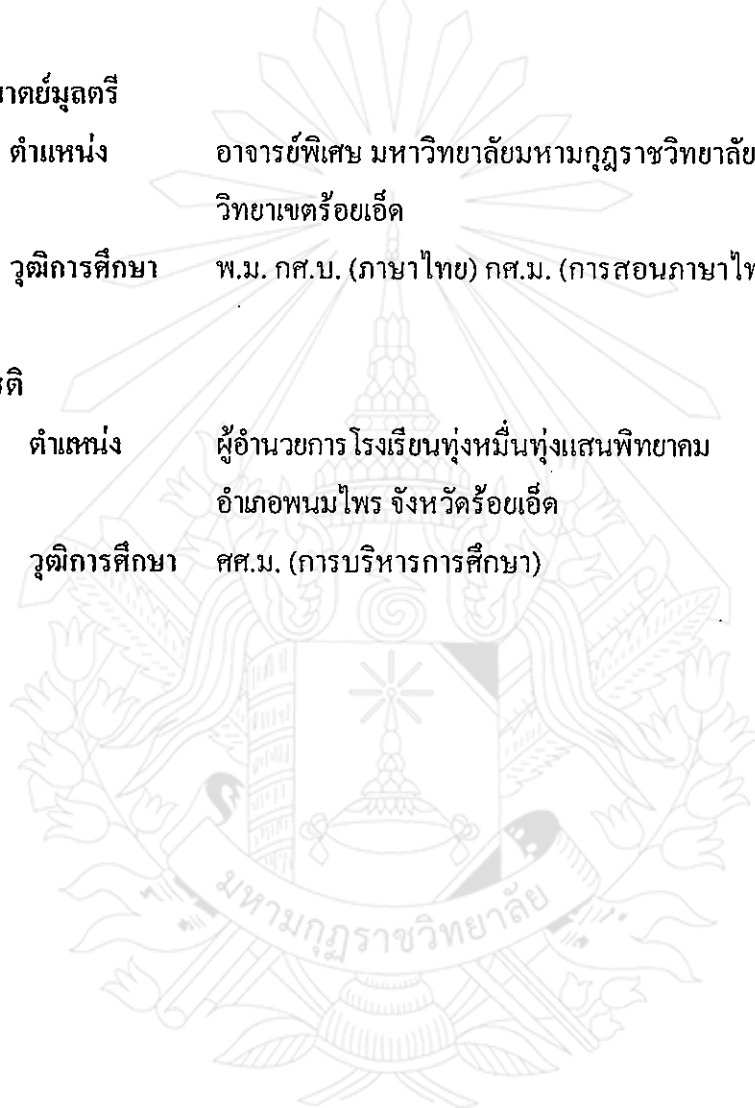 าตย์มุลตรี
ตำแหน่ง อาจารย์พิเศษ มหาวิทยาลัยมหามกุฎราชวิทยาลัย
วิทยาเขตร้อยเอ็ด
วุฒิการศึกษา พ.ม. กศ.บ. (ภาษาไทย) กศ.ม. (การสอนภาษาไท
รติ
ตำแหน่ง ผู้อำนวยการโรงเรียนทุ่งหมื่นทุ่งแสนพิทยาคม
อำเภอพนมไพร จังหวัดร้อยเอ็ด
วุฒิการศึกษา ศศ.ม. (การบริหารการศึกษา)
มหามกุฏราชวิทยาลัย